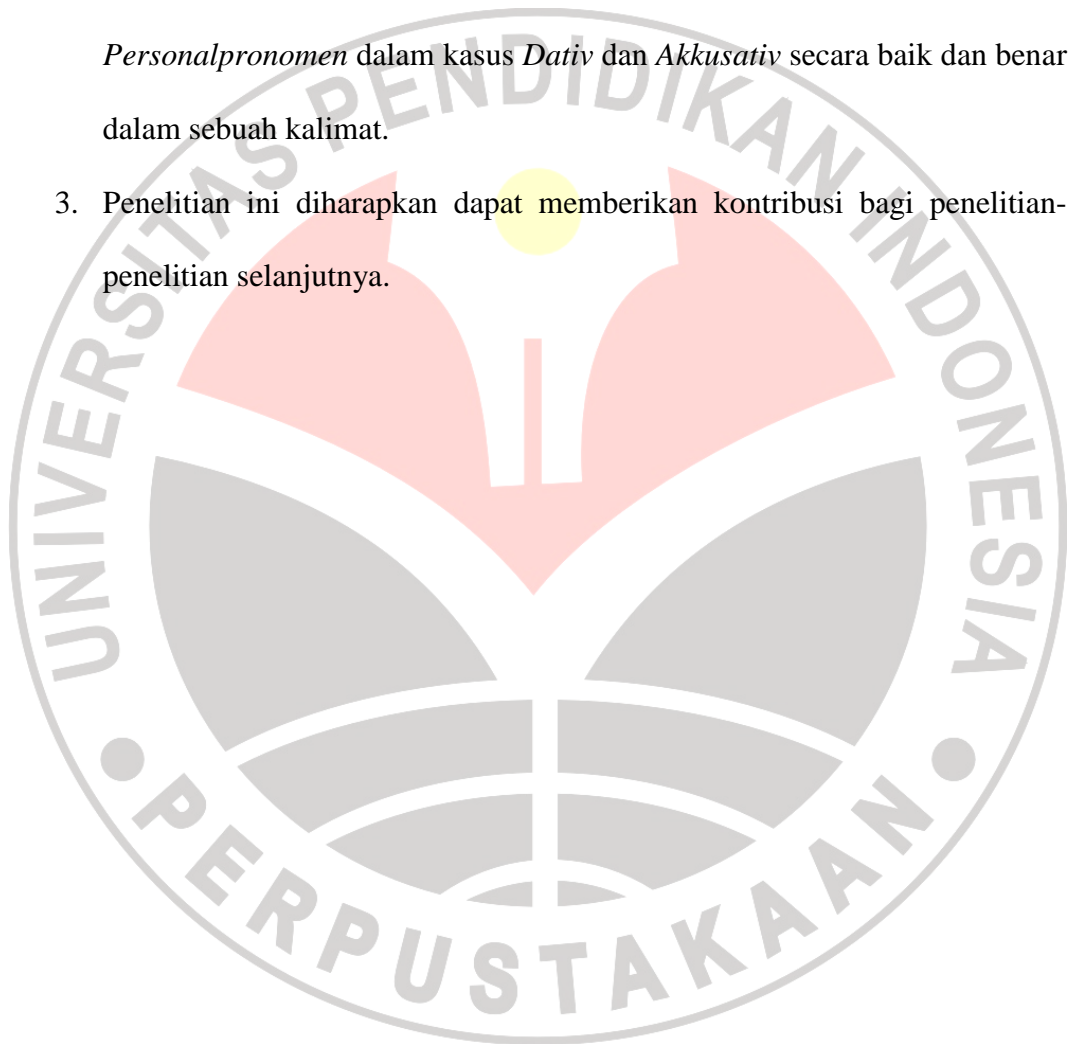 Personalpronomen dalam kasus Dativ dan Akkusativ secara baik dan benar
dalam sebuah kalimat.
3. Penelitian ini diharapkan dapat memberikan kontribusi bagi penelitian-
penelitian selanjutnya.
UNIVERSITAS PENDIDIKAN INDONESIA
PERPUSTAKAAN